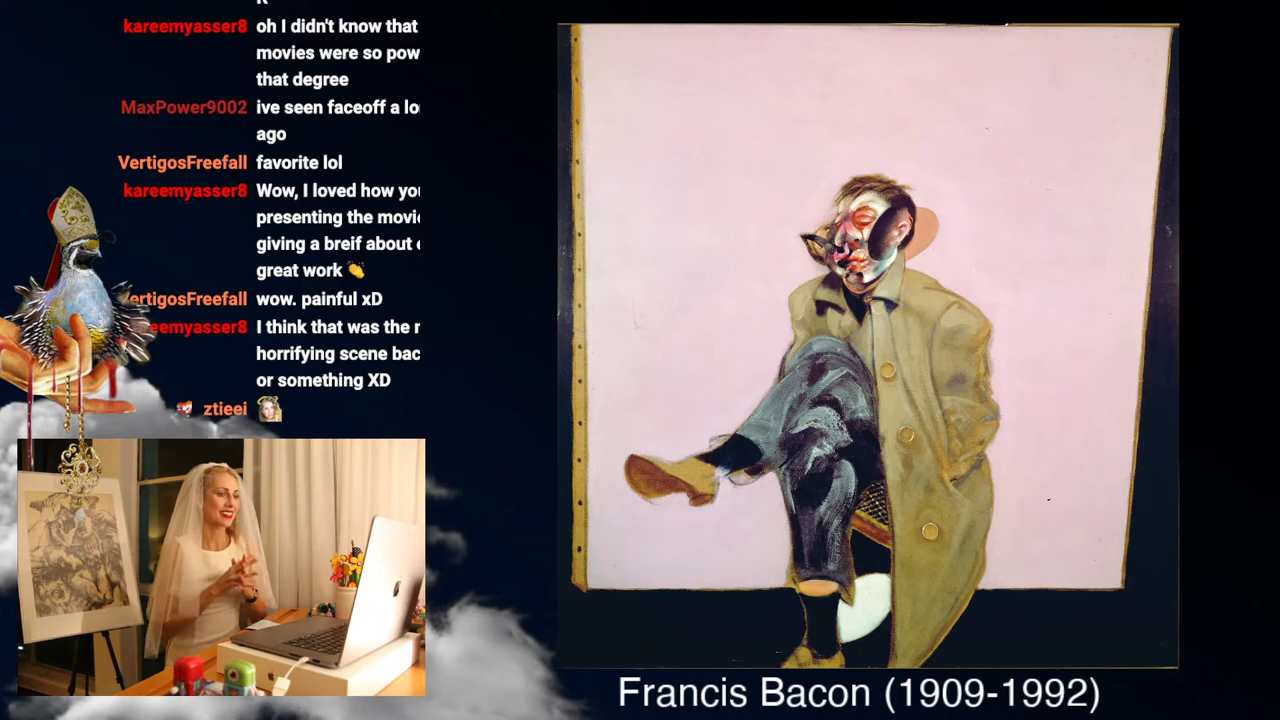 kareemyasser8 oh I didn't know that
movies were so pow
that degree
MaxPower9002 ive seen faceoff a lo
ago
VertigosFreefall favorite lol
kareemyasser8 Wow, I loved how you
presenting the movi
giving a breif about
great work 👏
ertigosFreefall wow. painful xD
eemyasser8 I think that was the
horrifying scene bac
or something XD
ztieei
Francis Bacon (1909-1992)